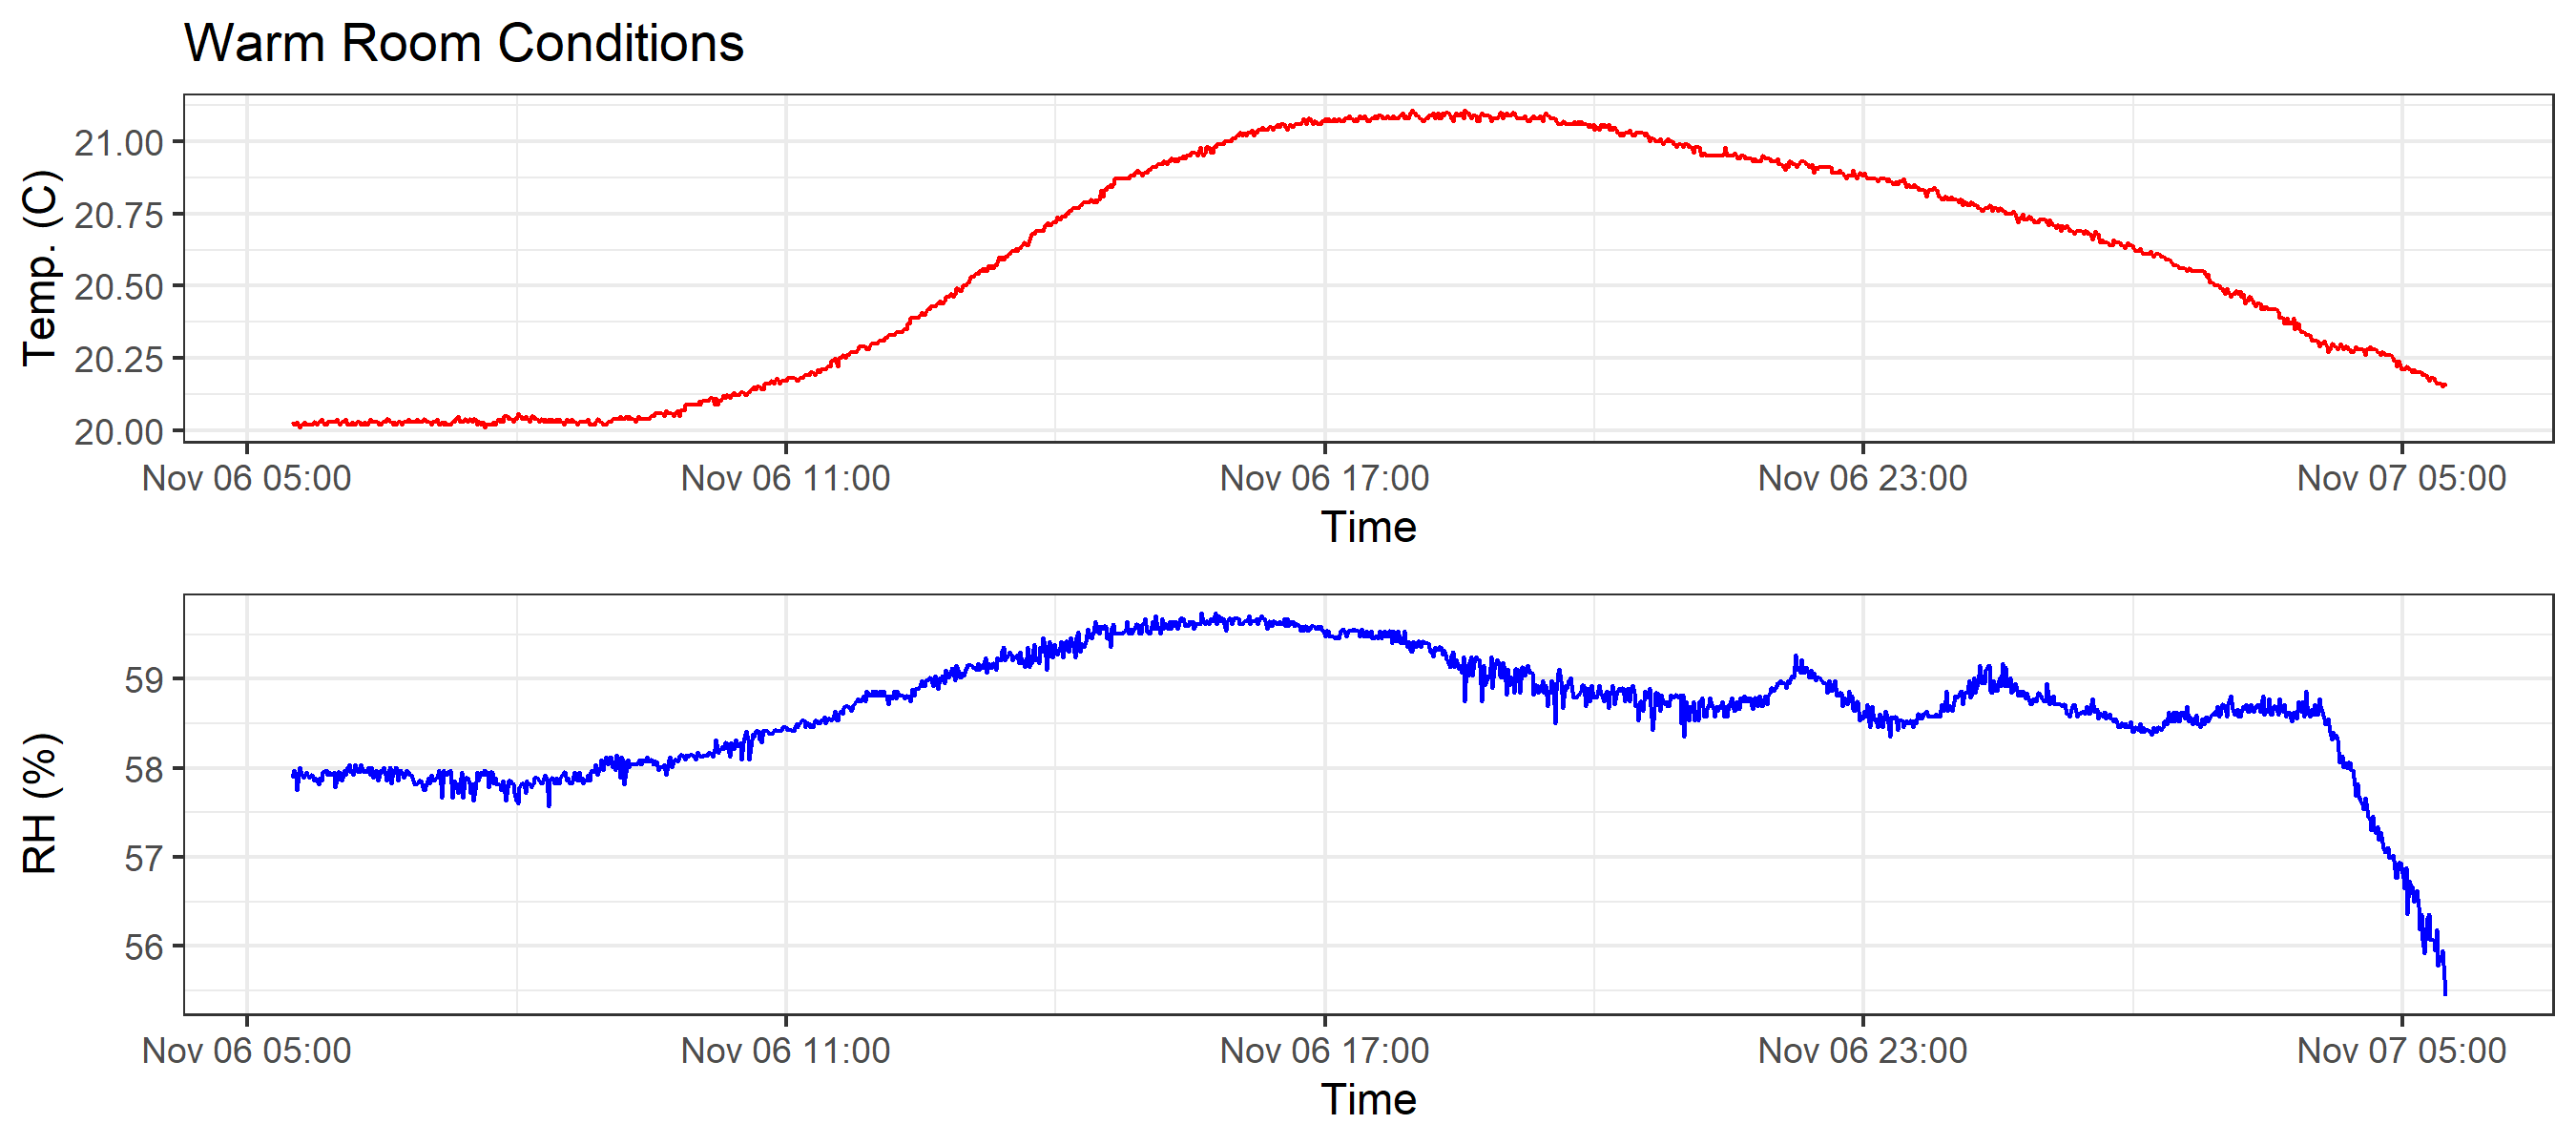 Warm Room Conditions
Temp. (C)
21.00
20.75
20.50
20.25
20.00
Nov 06 05:00 Nov 06 11:00 Nov 06 17:00 Nov 06 23:00 Nov 07 05:00
Time
RH (%)
59
58
57
56
Nov 06 05:00 Nov 06 11:00 Nov 06 17:00 Nov 06 23:00 Nov 07 05:00
Time